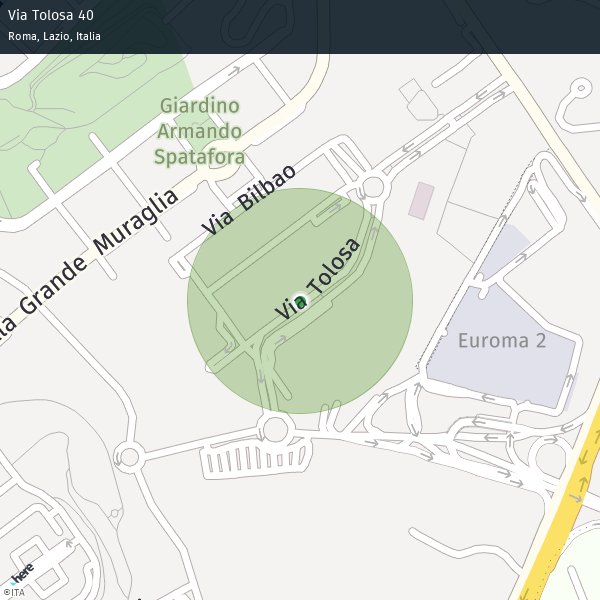 Via Tolosa 40
Roma, Lazio, Italia
Giardino
Armando
Spatafora
Via Bilbao
la Grande Muraglia
Via Tolosa
Euroma 2
here
©ITA